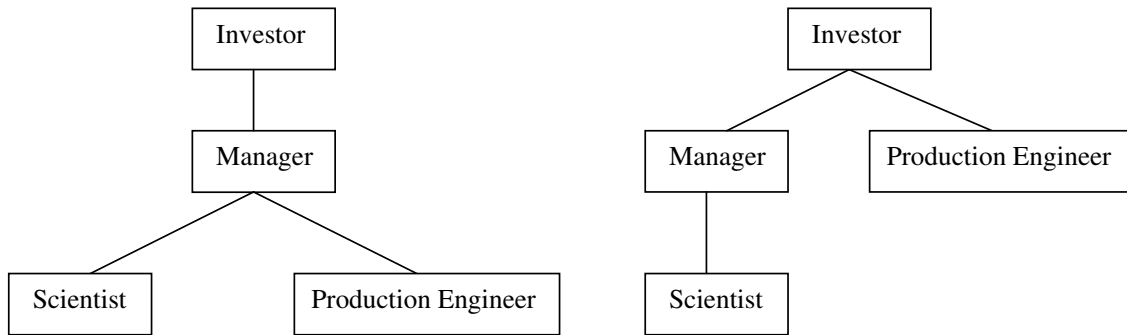 Investor
Manager
Scientist
Production Engineer
Investor
Manager
Production Engineer
Scientist